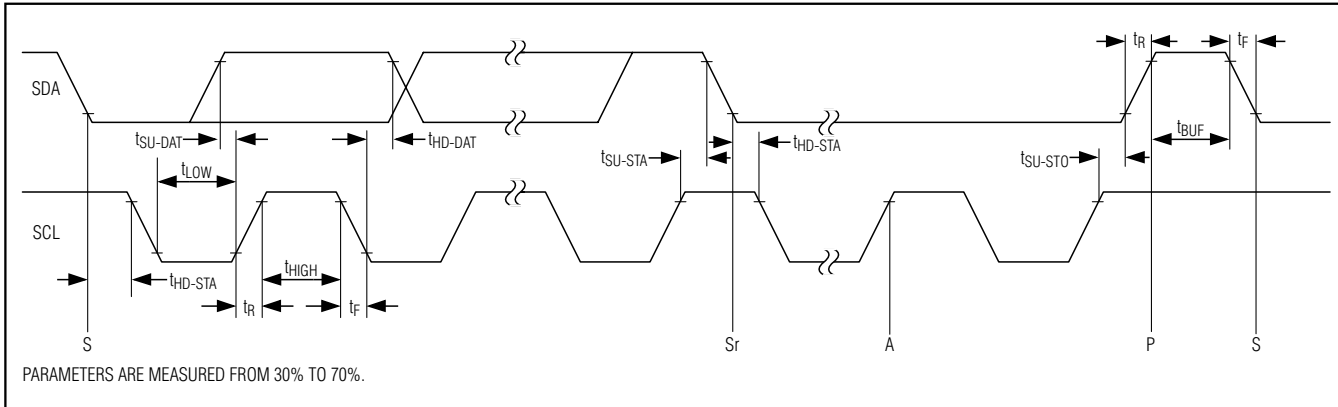 tR tF
SDA
tSU-DAT tHD-DAT tSU-STA tHD-STA tBUF
tLOW tSU-STO
SCL
tHIGH
tHD-STA
tR tF
S Sr A P S
PARAMETERS ARE MEASURED FROM 30% TO 70%.